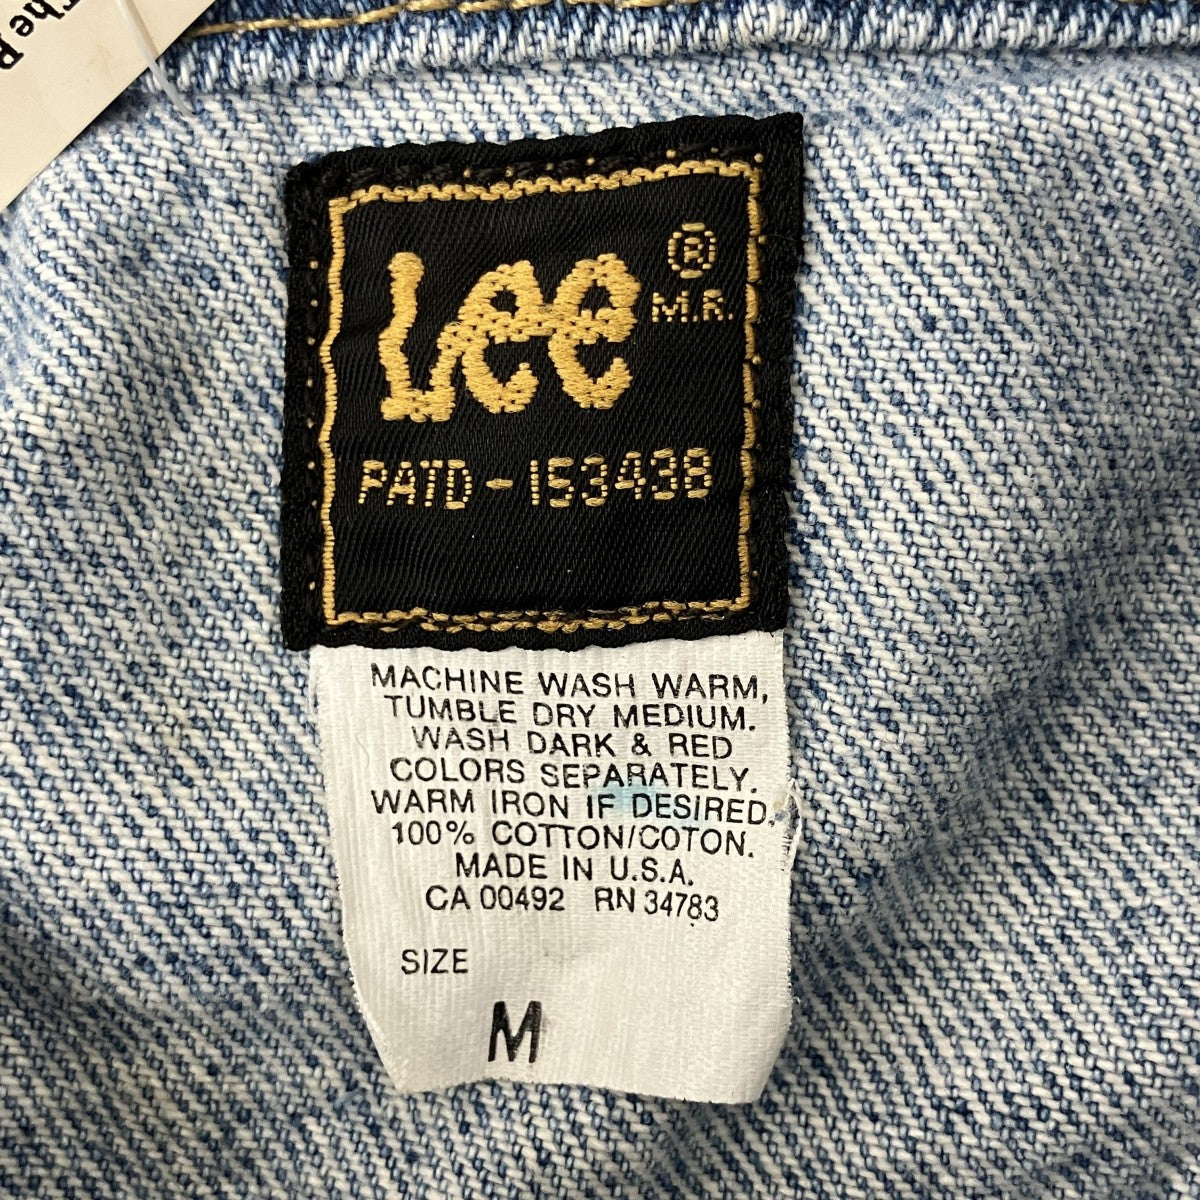 The
Lee ®
M.R.
PATD-153438
MACHINE WASH WARM,
TUMBLE DRY MEDIUM.
WASH DARK & RED
COLORS SEPARATELY.
WARM IRON IF DESIRED.
100% COTTON/COTON.
MADE IN U.S.A.
CA 00492 RN 34783
SIZE
M